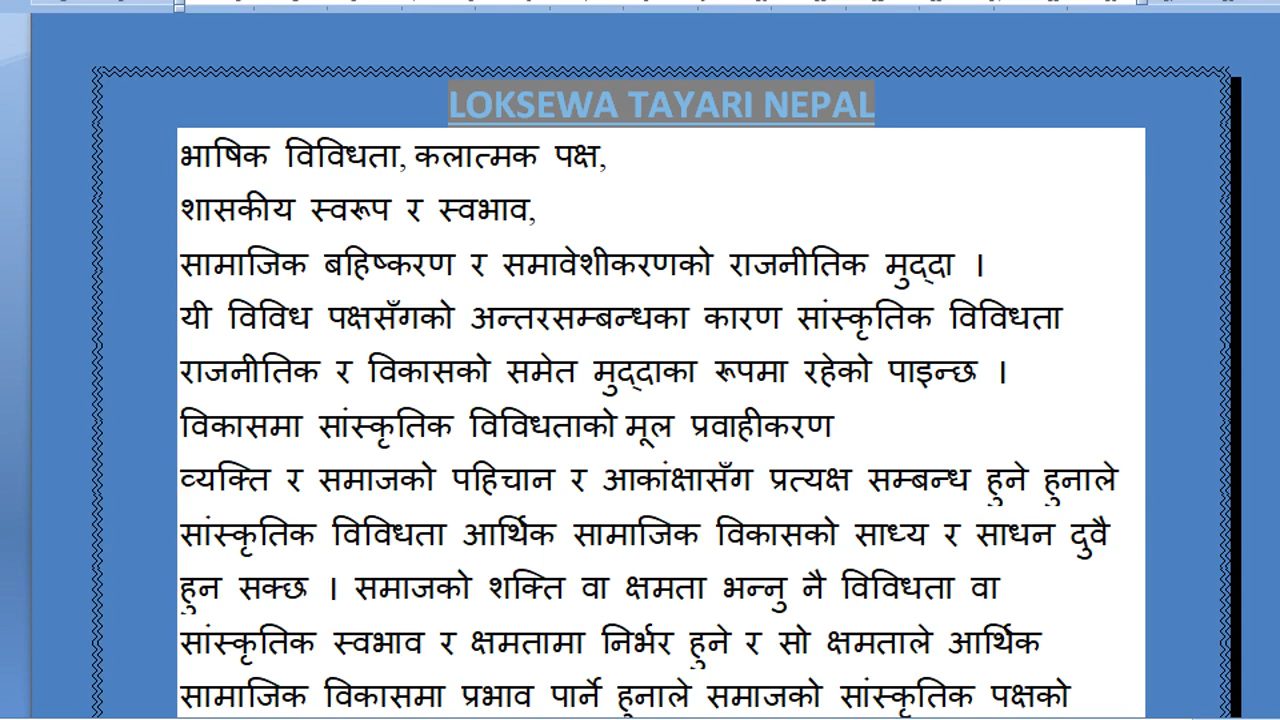 LOKSEWA TAYARI NEPAL
भाषिक विविधता, कलात्मक पक्ष,
शासकीय स्वरूप र स्वभाव,
सामाजिक बहिष्करण र समावेशीकरणको राजनीतिक मुद्दा ।
यी विविध पक्षसँगको अन्तरसम्बन्धका कारण सांस्कृतिक विविधता
राजनीतिक र विकासको समेत मुद्दाका रूपमा रहेको पाइन्छ ।
विकासमा सांस्कृतिक विविधताको मूल प्रवाहीकरण
व्यक्ति र समाजको पहिचान र आकांक्षासँग प्रत्यक्ष सम्बन्ध हुने हुनाले
सांस्कृतिक विविधता आर्थिक सामाजिक विकासको साध्य र साधन दुवै
हुन सक्छ । समाजको शक्ति वा क्षमता भन्नु नै विविधता वा
सांस्कृतिक स्वभाव र क्षमतामा निर्भर हुने र सो क्षमताले आर्थिक
सामाजिक विकासमा प्रभाव पार्ने हुनाले समाजको सांस्कृतिक पक्षको